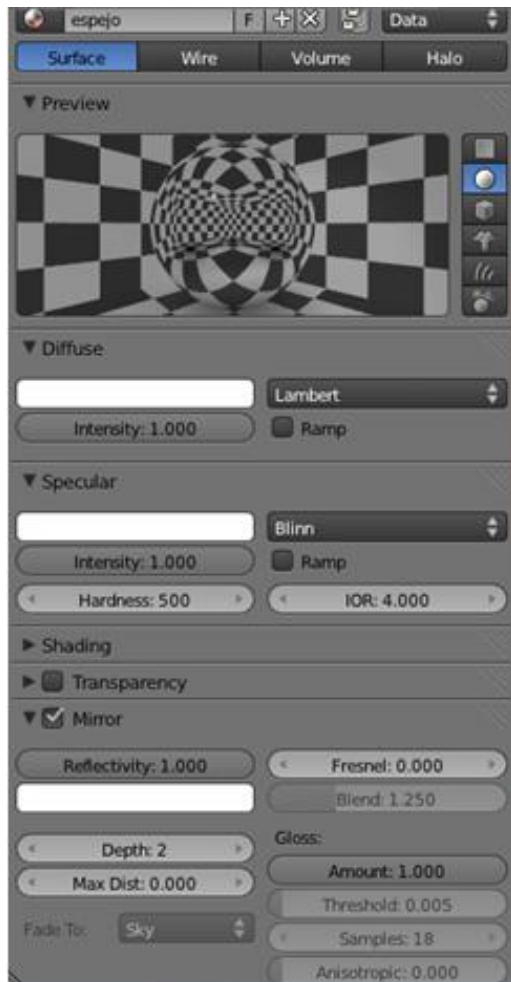 espejo F Data
Surface Wire Volume Halo
Preview
Diffuse
Lambert
Intensity: 1.000 Ramp
Specular
Blinn
Intensity: 1.000 Ramp
Hardness: 500 IOR: 4.000
Shading
Transparency
Mirror
Reflectivity: 1.000 Fresnel: 0.000
Blend: 1.250
Depth: 2 Gloss:
Max Dist: 0.000 Amount: 1.000
Threshold: 0.005
Fade To: Sky Samples: 18
Anisotropic: 0.000